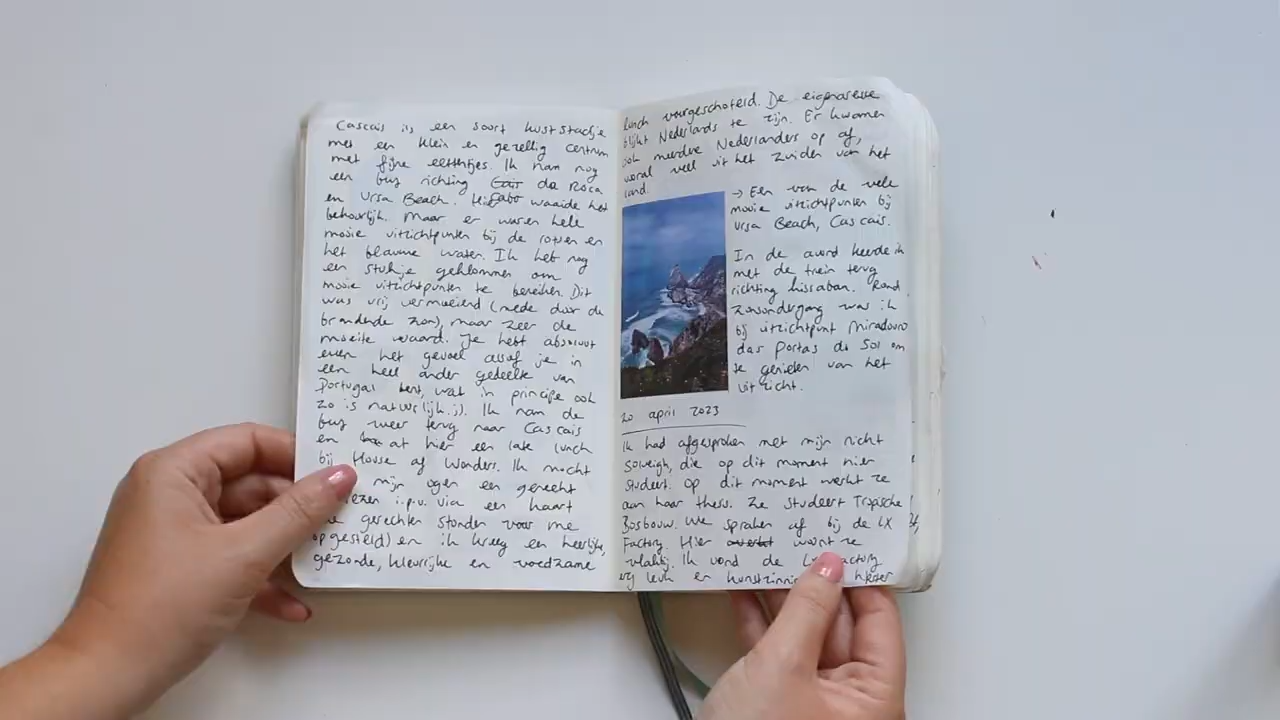 Cascais is een soort kuststadje
met een klein en gezellig centrum
met fijne eettentjes. Ik nam nog
een bus richting Cabo da Roca
en Ursa Beach. Hier waaide het
behoorlijk. Maar er waren hele
mooie uitzichtpunten bij de rotsen en
het blauwe water. Ik heb nog
een stukje geklommen om
mooie uitzichtpunten te bereiken. Dit
was vrij vermoeiend (mede door de
brandende zon), maar zeer de
moeite waard. Je hebt absoluut
even het gevoel alsof je in
een heel ander gedeelte van
Portugal bent, wat in principe ook
zo is natuurlijk ;). Ik nam de
bus weer terug naar Cascais
en at hier een late lunch
bij House of Wonders. Ik mocht
mijn ogen een gerecht
kiezen i.p.v. via een kaart
gerechten stonden voor me
opgesteld) en ik kreeg een heerlijke,
gezonde, kleurrijke en voedzame
lunch voorgeschoteld. De eigenaresse
blijkt Nederlands te zijn. Er kwamen
ook meerdere Nederlanders op af,
vooral veel uit het zuiden van het
land.
→ Een van de vele
mooie uitzichtpunten bij
Ursa Beach, Cascais.
In de avond keerde ik
met de trein terug
richting Lissabon. Rond
zonsondergang was ik
bij uitzichtpunt Miradouro
das Portas do Sol om
te genieten van het
uitzicht.
20 april 2023
Ik had afgesproken met mijn nicht
Solweigh, die op dit moment hier
studeert. Op dit moment werkt ze
aan haar thesis. Ze studeert Tropische
Bosbouw. We spraken af bij de LX
Factory. Hier woont ze
vlakbij. Ik vond de LX Factory
erg leuk en